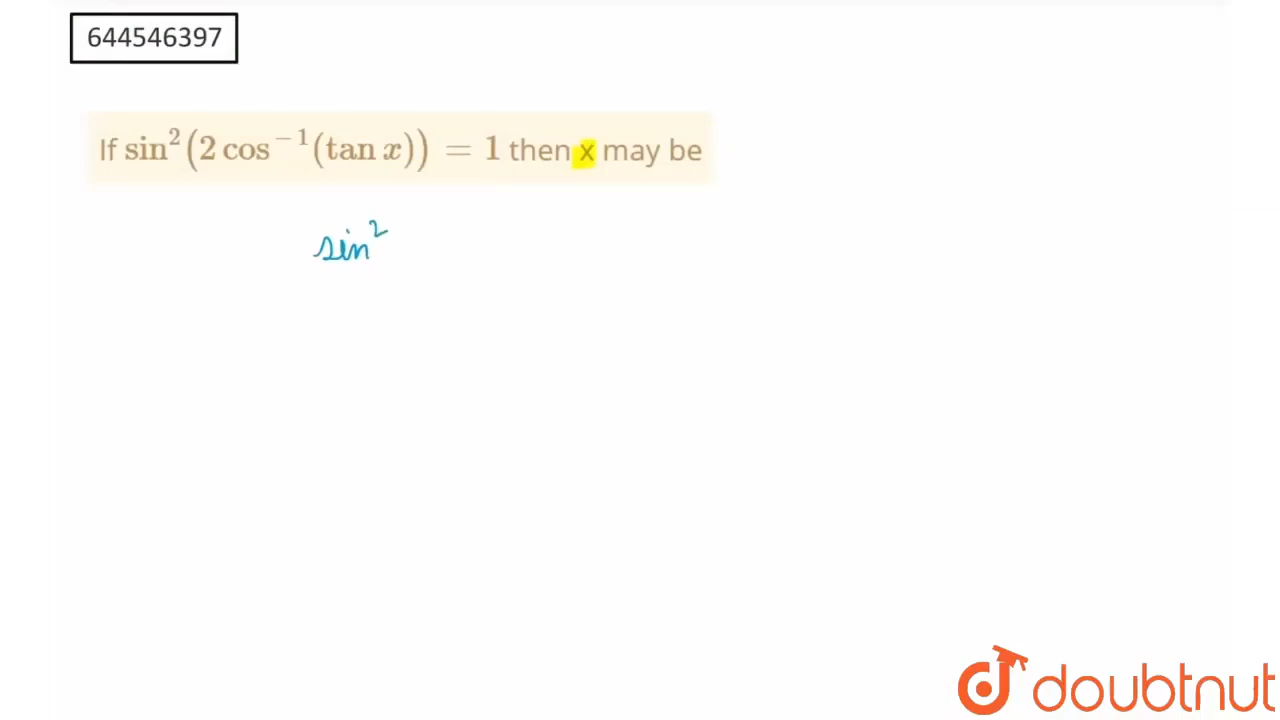 644546397
If sin²(2 cos⁻¹(tan x)) = 1 then x may be
sin²
doubtnut